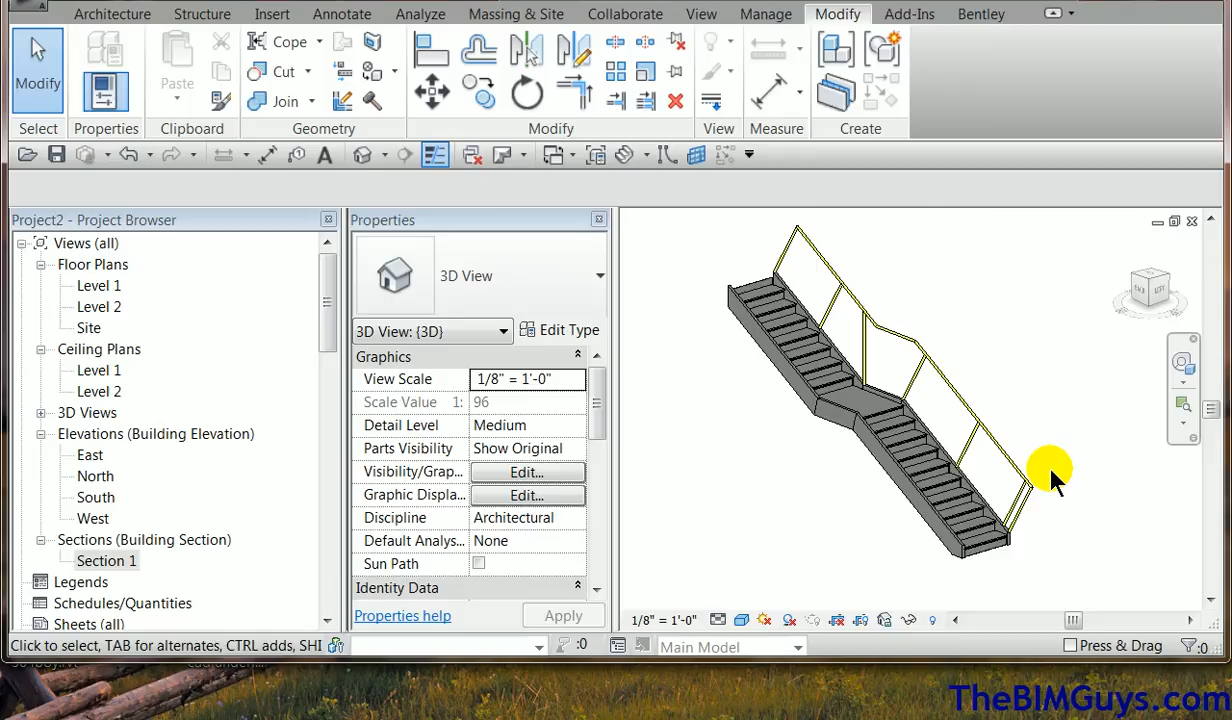 Architecture Structure Insert Annotate Analyze Massing & Site Collaborate View Manage Modify Add-Ins Bentley
Modify
Paste
Cope
Cut
Join
Select Properties Clipboard Geometry Modify View Measure Create
Project2 - Project Browser
Views (all)
Floor Plans
Level 1
Level 2
Site
Ceiling Plans
Level 1
Level 2
3D Views
Elevations (Building Elevation)
East
North
South
West
Sections (Building Section)
Section 1
Legends
Schedules/Quantities
Sheets (all)
Properties
3D View
3D View: {3D} Edit Type
Graphics
View Scale 1/8" = 1'-0"
Scale Value 1: 96
Detail Level Medium
Parts Visibility Show Original
Visibility/Grap... Edit...
Graphic Displa... Edit...
Discipline Architectural
Default Analys... None
Sun Path
Identity Data
Properties help Apply
1/8" = 1'-0"
Click to select, TAB for alternates, CTRL adds, SHI :0 Main Model Press & Drag :0
TheBIMGuys.com